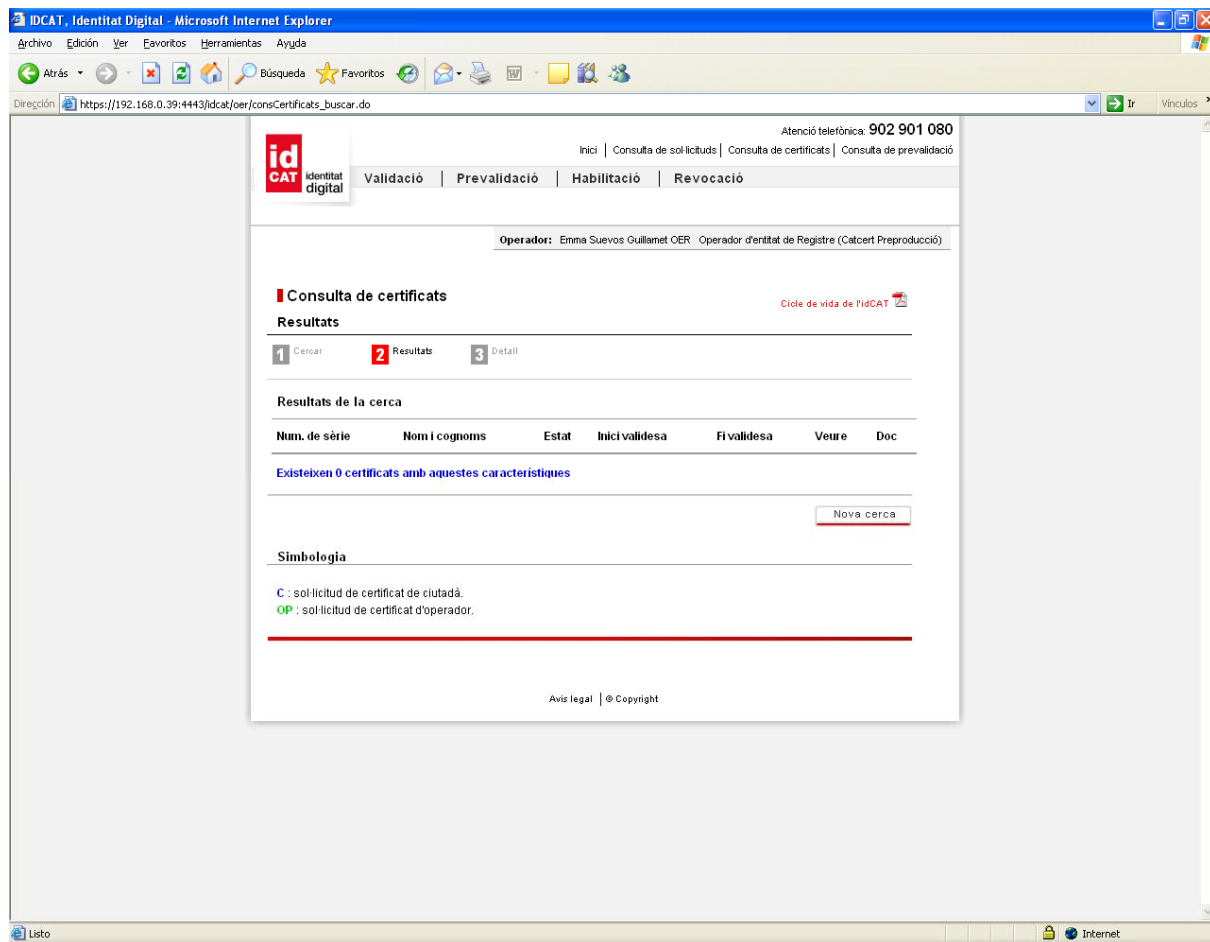 IDCAT, Identitat Digital - Microsoft Internet Explorer
Archivo Edición Ver Favoritos Herramientas Ayuda
Atrás Búsqueda Favoritos
Dirección https://192.168.0.39:4443/idcat/oer/consCertificats_buscar.do Ir Vínculos
Atenció telefònica: 902 901 080
Inici | Consulta de sol·licituds | Consulta de certificats | Consulta de prevalidació
id CAT identitat digital
Validació | Prevalidació | Habilitació | Revocació
Operador: Emma Suevos Guillamet OER Operador d'entitat de Registre (Catcert Preproducció)
Consulta de certificats
Cicle de vida de l'idCAT
Resultats
1 Cercar 2 Resultats 3 Detall
Resultats de la cerca
Num. de sèrie Nom i cognoms Estat Inici validesa Fi validesa Veure Doc
Existeixen 0 certificats amb aquestes característiques
Nova cerca
Simbologia
C : sol·licitud de certificat de ciutadà.
OP : sol·licitud de certificat d'operador.
Avis legal | © Copyright
Listo Internet